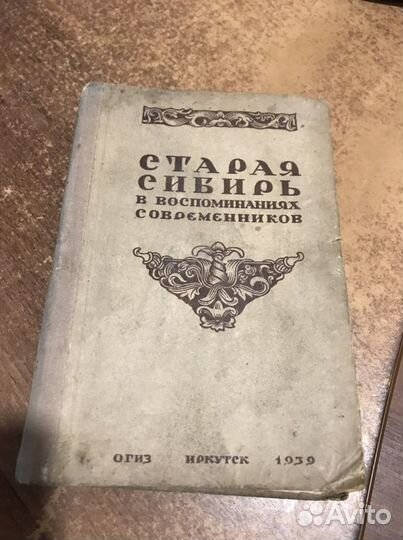 СТАРАЯ
СИБИРЬ
В ВОСПОМИНАНИЯХ
СОВРЕМЕННИКОВ
ОГИЗ ИРКУТСК 1939
Avito